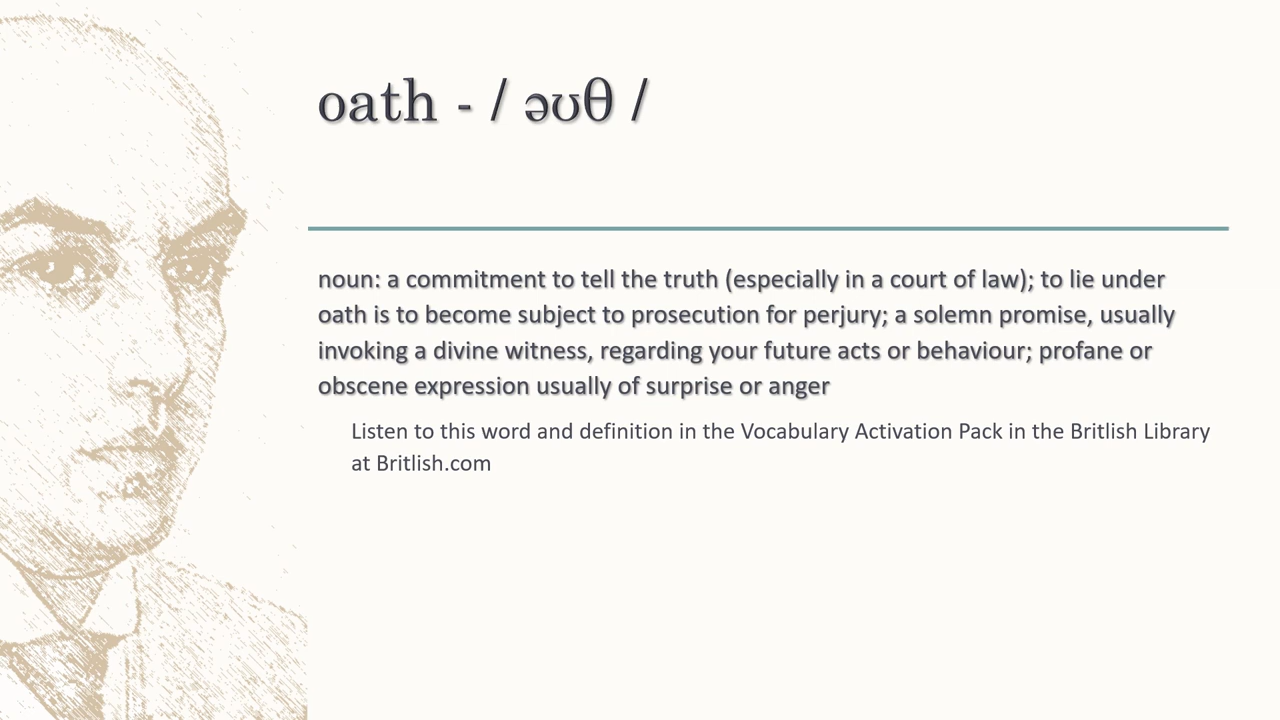 oath - / əʊθ /
noun: a commitment to tell the truth (especially in a court of law); to lie under
oath is to become subject to prosecution for perjury; a solemn promise, usually
invoking a divine witness, regarding your future acts or behaviour; profane or
obscene expression usually of surprise or anger
Listen to this word and definition in the Vocabulary Activation Pack in the Britlish Library
at Britlish.com